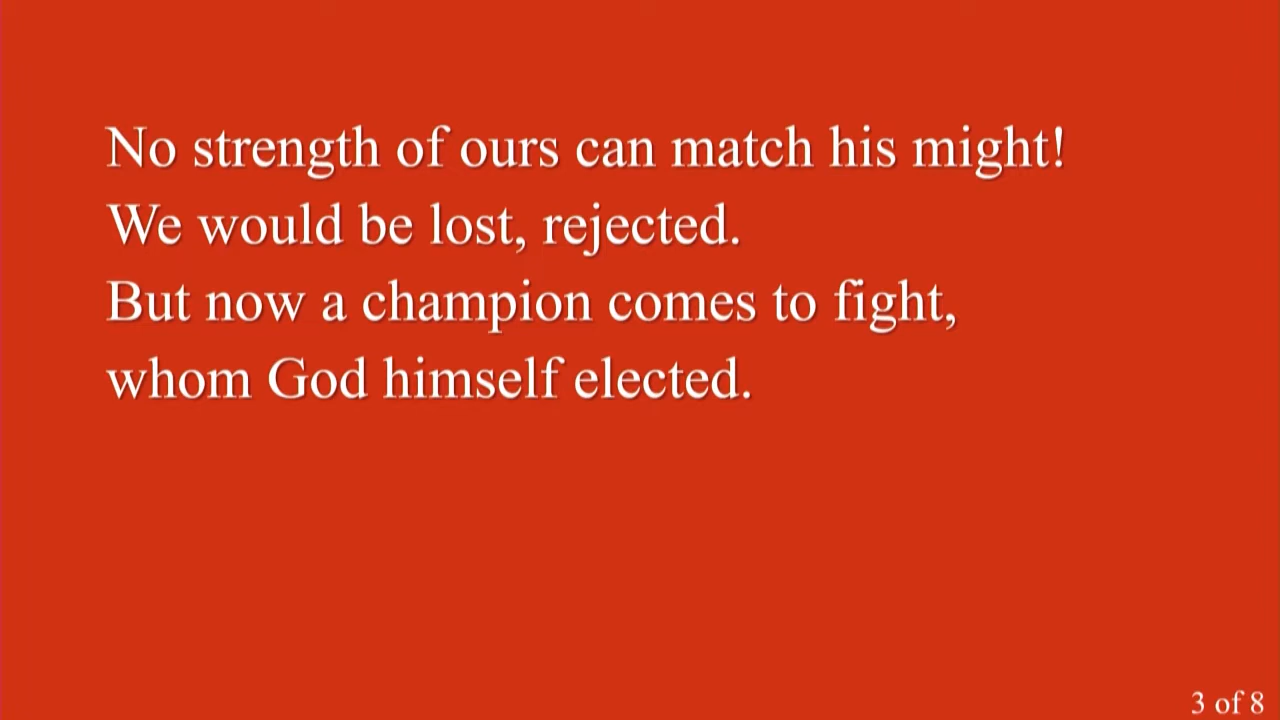 No strength of ours can match his might!
We would be lost, rejected.
But now a champion comes to fight,
whom God himself elected.
3 of 8